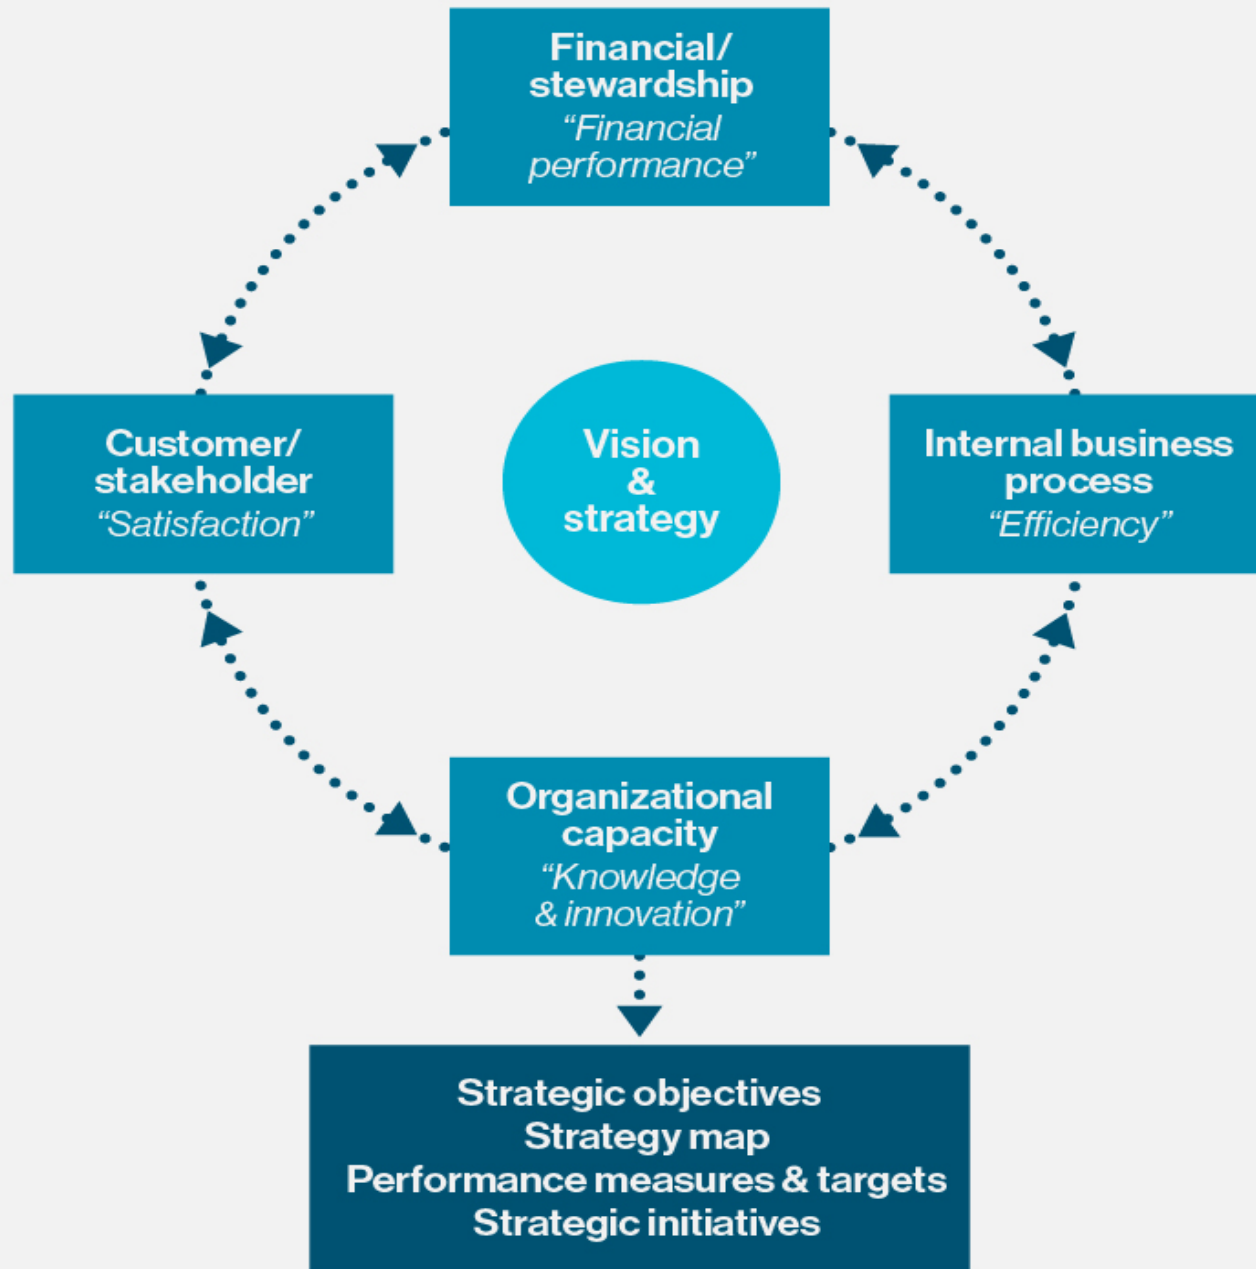 Financial/
stewardship
“Financial
performance”
Customer/
stakeholder
“Satisfaction”
Vision
&
strategy
Internal business
process
“Efficiency”
Organizational
capacity
“Knowledge
& innovation”
Strategic objectives
Strategy map
Performance measures & targets
Strategic initiatives